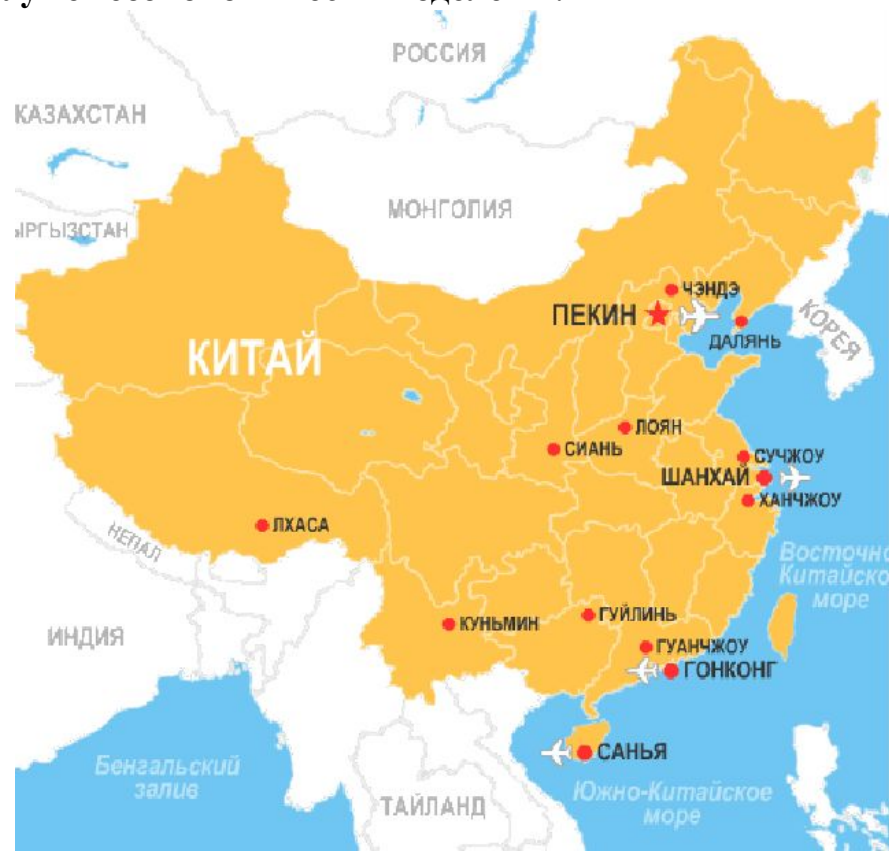 РОССИЯ
КАЗАХСТАН
МОНГОЛИЯ
ЫРГЫЗСТАН
ЧЭНДЭ
ПЕКИН
КОРЕЯ
ДАЛЯНЬ
КИТАЙ
ЛОЯН
СИАНЬ
СУЧЖОУ
ШАНХАЙ
ХАНЧЖОУ
ЛХАСА
НЕПАЛ
Восточно
Китайско
море
ГУЙЛИНЬ
КУНЬМИН
ИНДИЯ
ГУАНЧЖОУ
ГОНКОНГ
САНЬЯ
Бенгальский
залив
Южно-Китайское
море
ТАЙЛАНД